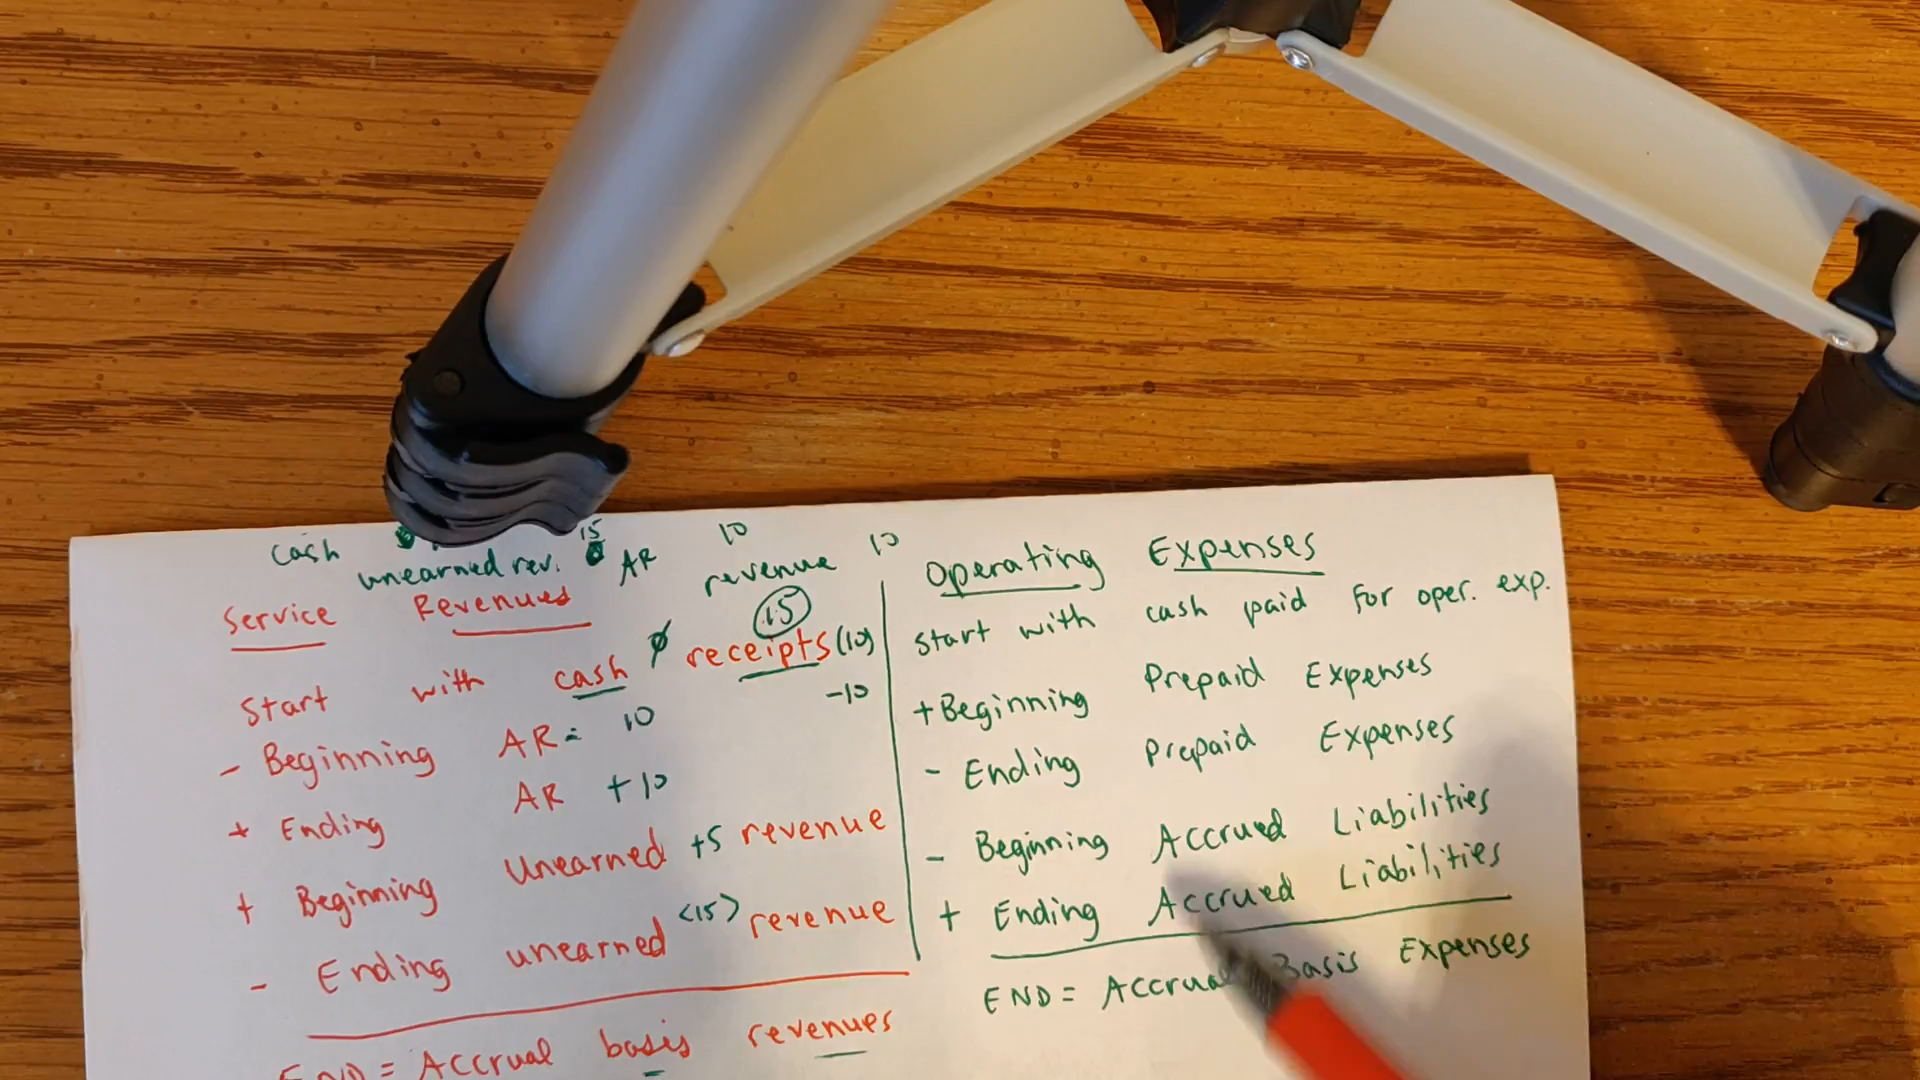 cash
unearned rev. 15 AR 10 revenue 10
Service Revenues
15
Start with cash receipts (10)
-10
- Beginning AR = 10
+ Ending AR +10
+ Beginning Unearned +5 revenue
- Ending unearned <15> revenue
END = Accrual basis revenues
Operating Expenses
start with cash paid for oper. exp.
+ Beginning Prepaid Expenses
- Ending Prepaid Expenses
- Beginning Accrued Liabilities
+ Ending Accrued Liabilities
END = Accrual Basis Expenses